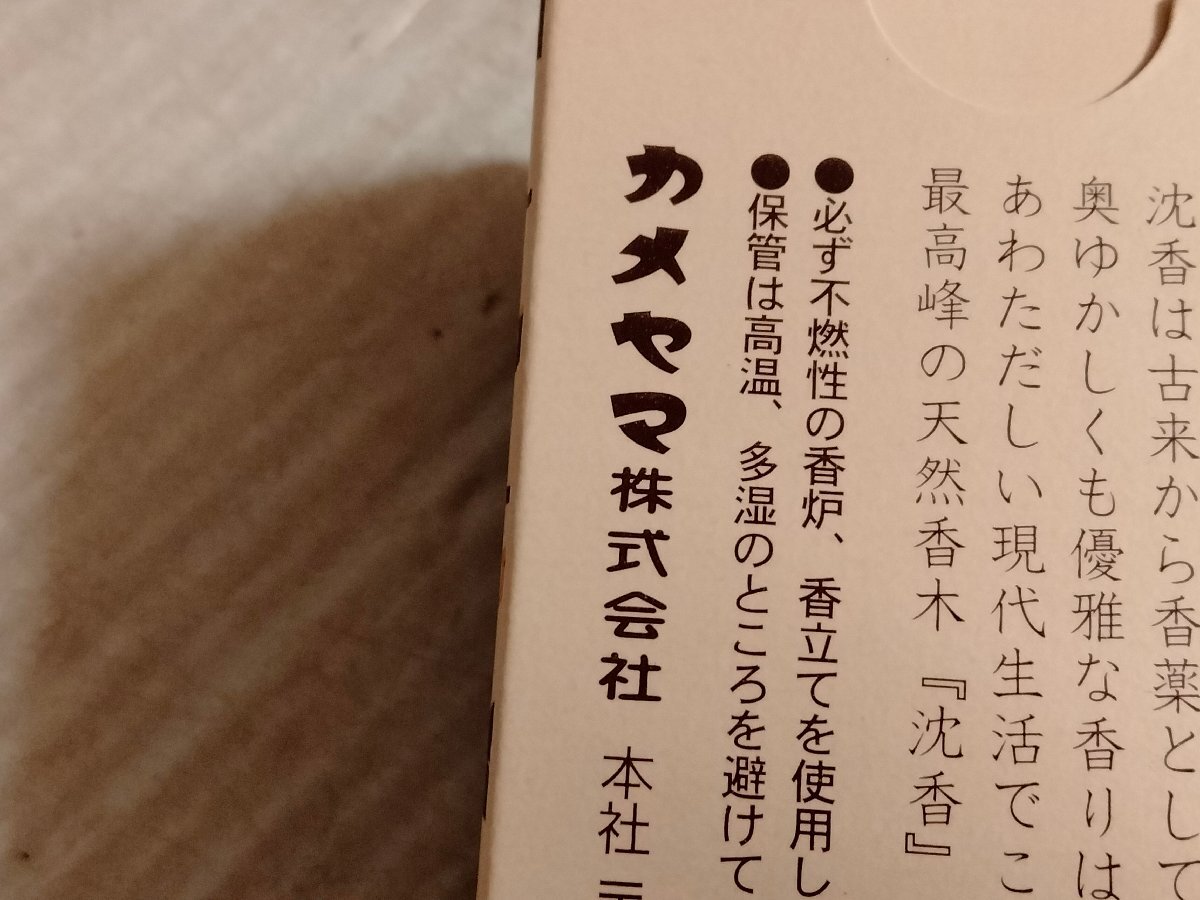 沈香は古来から香薬として
奥ゆかしくも優雅な香りは
あわただしい現代生活でこ
最高峰の天然香木『沈香』
●必ず不燃性の香炉、香立てを使用し
●保管は高温、多湿のところを避けて
カメヤマ株式会社 本社 〒